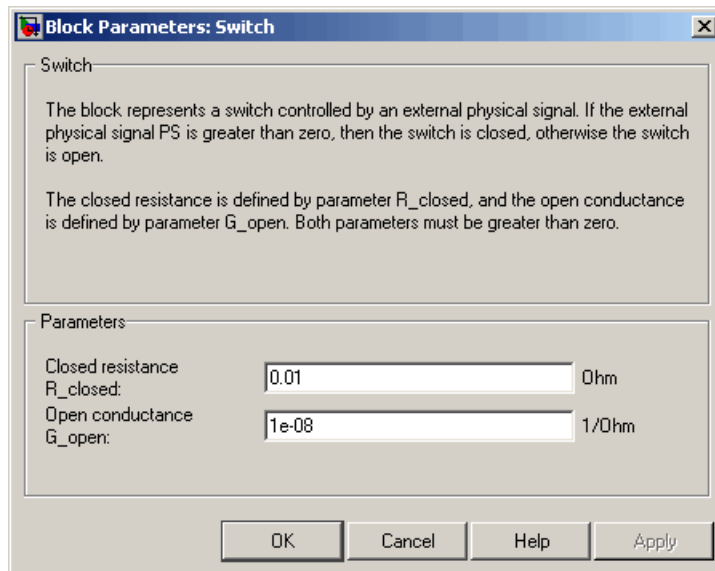 Block Parameters: Switch
Switch
The block represents a switch controlled by an external physical signal. If the external
physical signal PS is greater than zero, then the switch is closed, otherwise the switch
is open.
The closed resistance is defined by parameter R_closed, and the open conductance
is defined by parameter G_open. Both parameters must be greater than zero.
Parameters
Closed resistance
R_closed:
0.01
Ohm
Open conductance
G_open:
1e-08
1/Ohm
OK
Cancel
Help
Apply